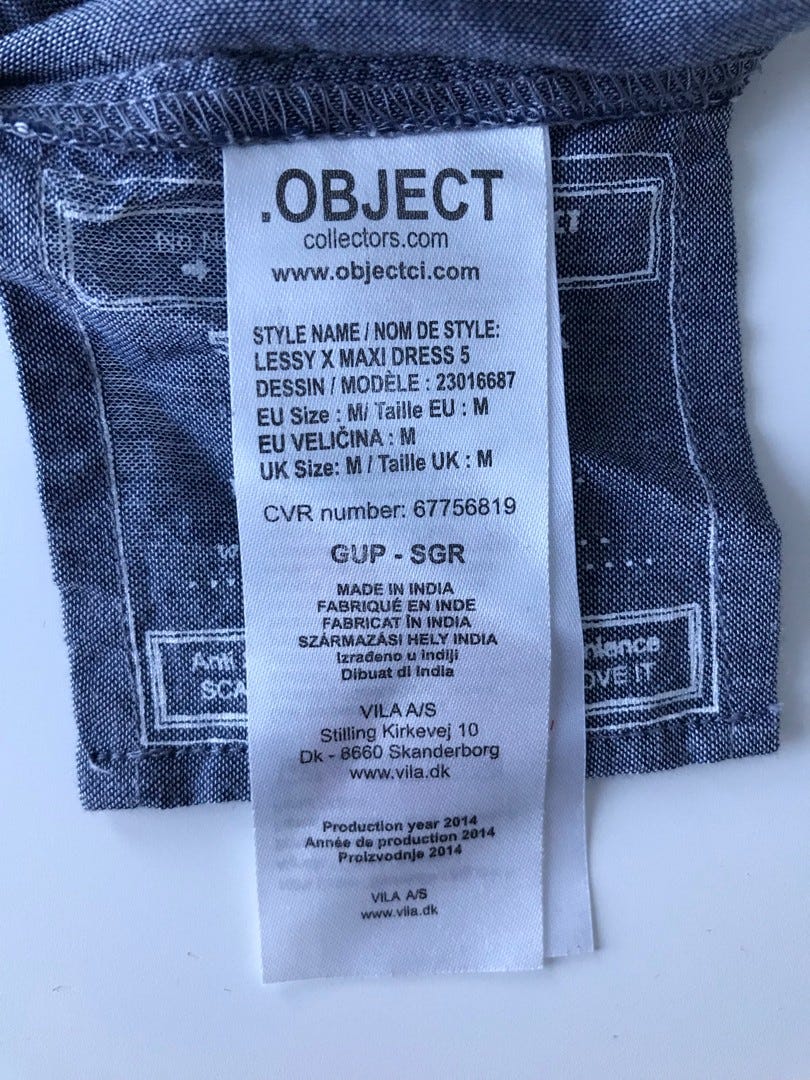 .OBJECT
collectors.com
www.objectci.com
STYLE NAME / NOM DE STYLE:
LESSY X MAXI DRESS 5
DESSIN / MODÈLE : 23016687
EU Size : M/ Taille EU : M
EU VELIČINA : M
UK Size: M / Taille UK : M
CVR number: 67756819
GUP - SGR
MADE IN INDIA
FABRIQUÉ EN INDE
FABRICAT ÎN INDIA
SZÁRMAZÁSI HELY INDIA
Izrađeno u Indiji
Dibuat di India
VILA A/S
Stilling Kirkevej 10
Dk - 8660 Skanderborg
www.vila.dk
Production year 2014
Année de production 2014
Proizvodnje 2014
VILA A/S
www.vila.dk
OVE IT